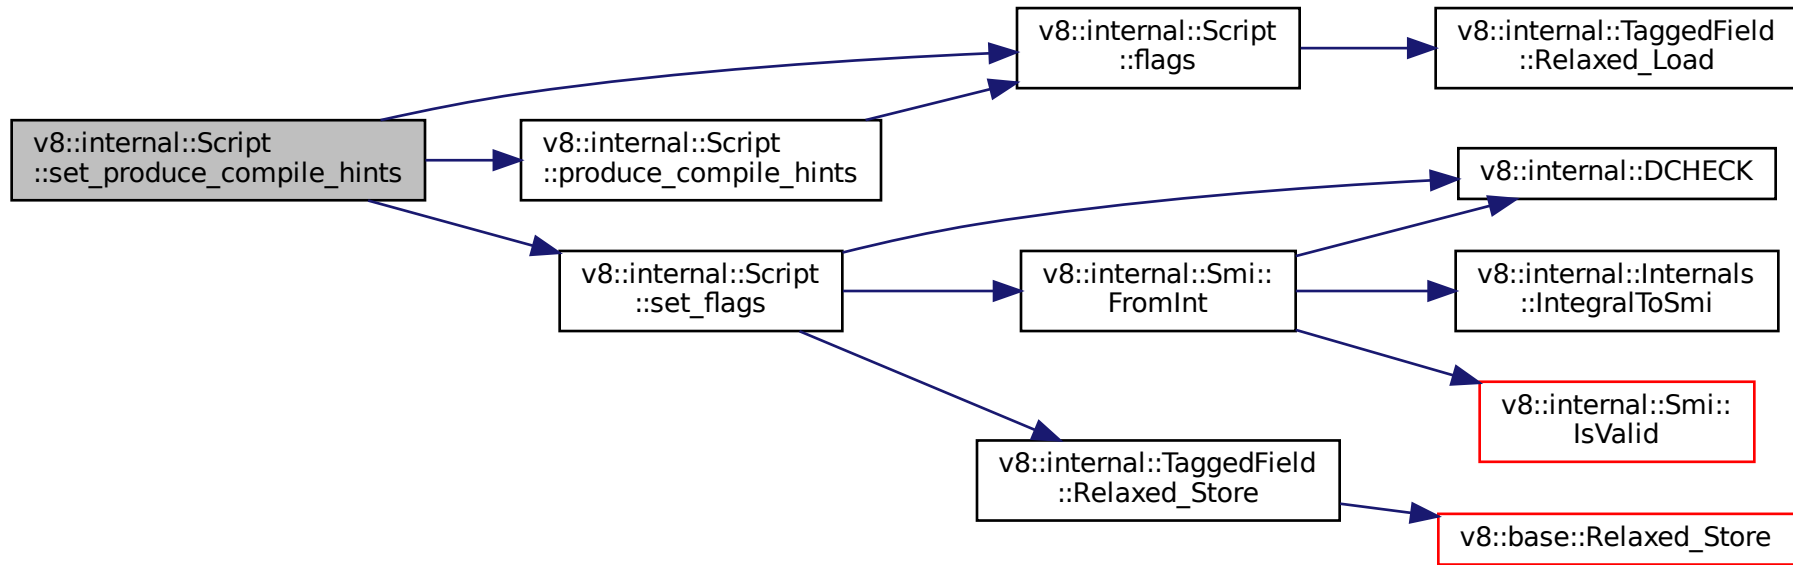 v8::internal::Script
::set_produce_compile_hints
v8::internal::Script
::flags
v8::internal::TaggedField
::Relaxed_Load
v8::internal::Script
::produce_compile_hints
v8::internal::Script
::set_flags
v8::internal::DCHECK
v8::internal::Smi::
FromInt
v8::internal::Internals
::IntegralToSmi
v8::internal::Smi::
IsValid
v8::internal::TaggedField
::Relaxed_Store
v8::base::Relaxed_Store